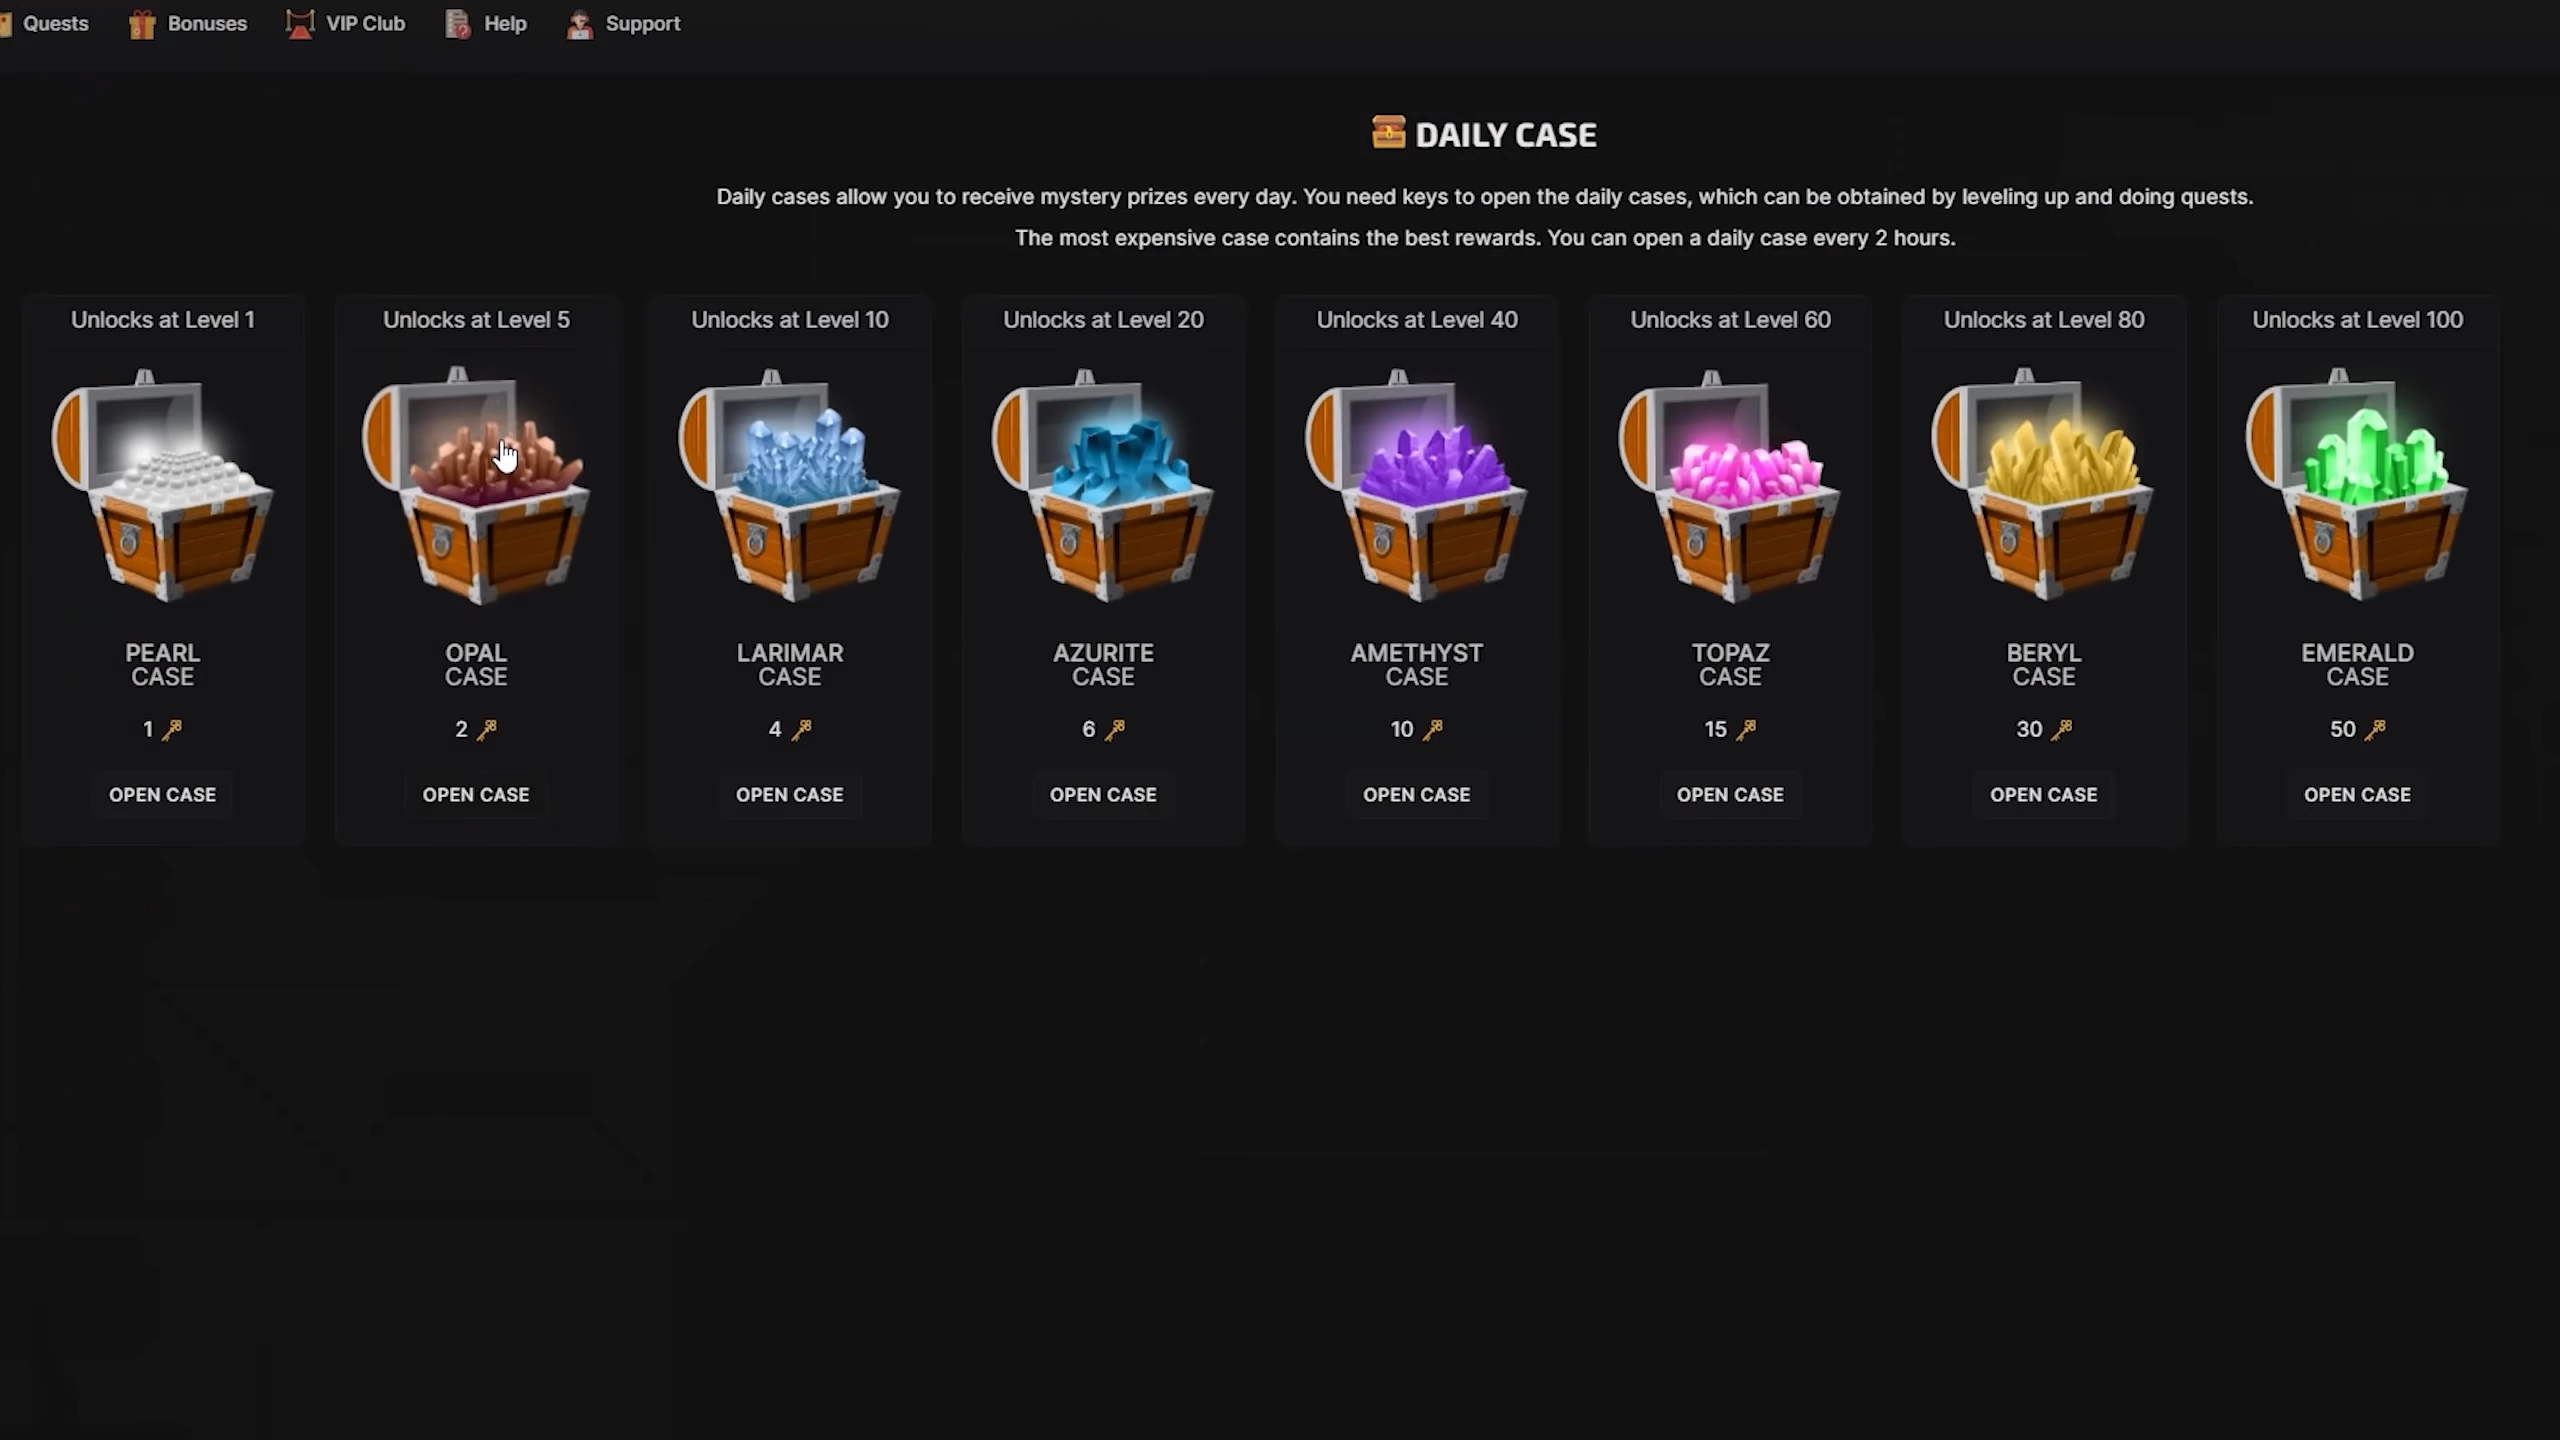 Quests
Bonuses
VIP Club
Help
Support
DAILY CASE
Daily cases allow you to receive mystery prizes every day. You need keys to open the daily cases, which can be obtained by leveling up and doing quests.
The most expensive case contains the best rewards. You can open a daily case every 2 hours.
Unlocks at Level 1
PEARL
CASE
1
OPEN CASE
Unlocks at Level 5
OPAL
CASE
2
OPEN CASE
Unlocks at Level 10
LARIMAR
CASE
4
OPEN CASE
Unlocks at Level 20
AZURITE
CASE
6
OPEN CASE
Unlocks at Level 40
AMETHYST
CASE
10
OPEN CASE
Unlocks at Level 60
TOPAZ
CASE
15
OPEN CASE
Unlocks at Level 80
BERYL
CASE
30
OPEN CASE
Unlocks at Level 100
EMERALD
CASE
50
OPEN CASE